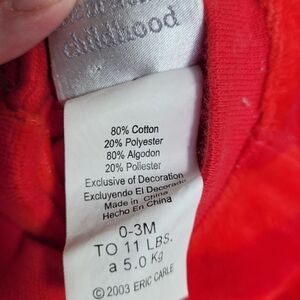 childhood
80% Cotton
20% Polyester
80% Algodon
20% Poliester
Exclusive of Decoration
Excluyendo El Decorado
Made in China
Hecho En China
0-3M
TO 11 LBS.
a 5.0 Kg
© 2003 ERIC CARLE